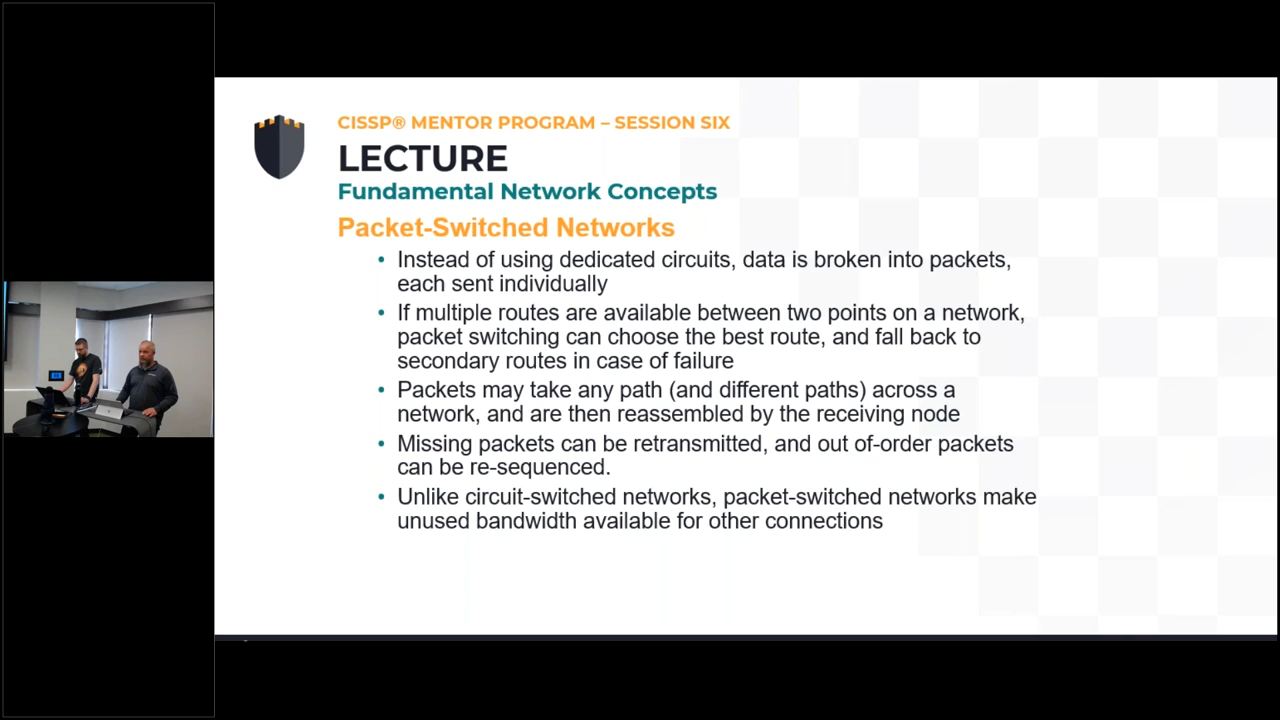 CISSP® MENTOR PROGRAM – SESSION SIX
LECTURE
Fundamental Network Concepts
Packet-Switched Networks
• Instead of using dedicated circuits, data is broken into packets,
each sent individually
• If multiple routes are available between two points on a network,
packet switching can choose the best route, and fall back to
secondary routes in case of failure
• Packets may take any path (and different paths) across a
network, and are then reassembled by the receiving node
• Missing packets can be retransmitted, and out of-order packets
can be re-sequenced.
• Unlike circuit-switched networks, packet-switched networks make
unused bandwidth available for other connections